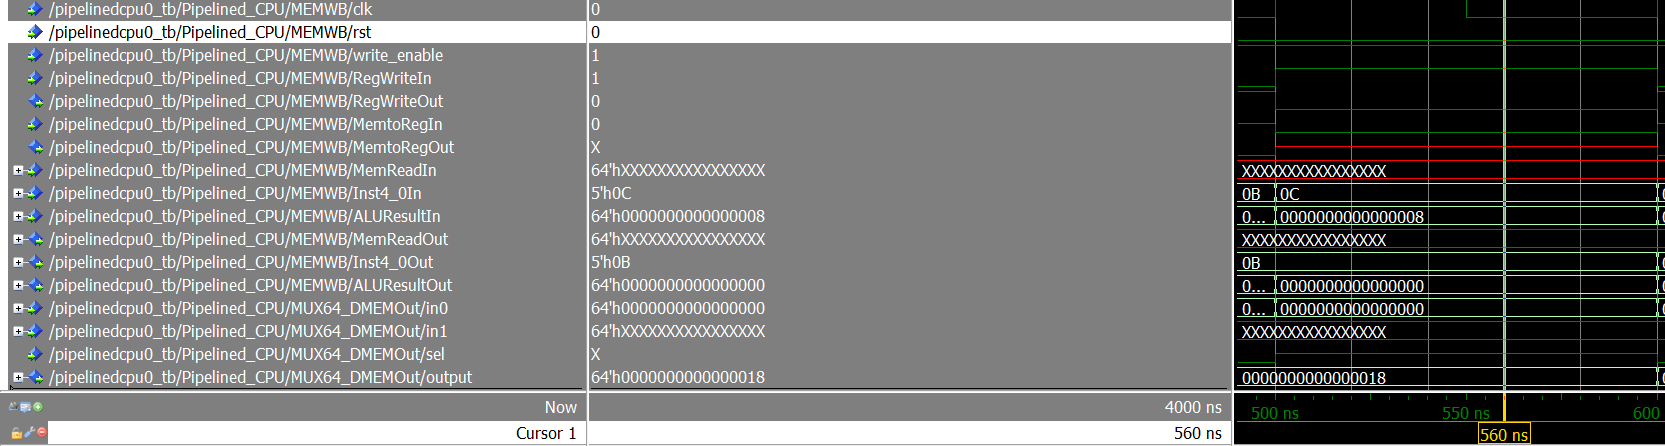 /pipelinedcpu0_tb/Pipelined_CPU/MEMWB/clk 0
/pipelinedcpu0_tb/Pipelined_CPU/MEMWB/rst 0
/pipelinedcpu0_tb/Pipelined_CPU/MEMWB/write_enable 1
/pipelinedcpu0_tb/Pipelined_CPU/MEMWB/RegWriteIn 1
/pipelinedcpu0_tb/Pipelined_CPU/MEMWB/RegWriteOut 0
/pipelinedcpu0_tb/Pipelined_CPU/MEMWB/MemtoRegIn 0
/pipelinedcpu0_tb/Pipelined_CPU/MEMWB/MemtoRegOut X
/pipelinedcpu0_tb/Pipelined_CPU/MEMWB/MemReadIn 64'hXXXXXXXXXXXXXXXX XXXXXXXXXXXXXXXX
/pipelinedcpu0_tb/Pipelined_CPU/MEMWB/Inst4_0In 5'h0C 0B 0C
/pipelinedcpu0_tb/Pipelined_CPU/MEMWB/ALUResultIn 64'h0000000000000008 0... 0000000000000008
/pipelinedcpu0_tb/Pipelined_CPU/MEMWB/MemReadOut 64'hXXXXXXXXXXXXXXXX XXXXXXXXXXXXXXXX
/pipelinedcpu0_tb/Pipelined_CPU/MEMWB/Inst4_0Out 5'h0B 0B
/pipelinedcpu0_tb/Pipelined_CPU/MEMWB/ALUResultOut 64'h0000000000000000 0... 0000000000000000
/pipelinedcpu0_tb/Pipelined_CPU/MUX64_DMEMOut/in0 64'h0000000000000000 0... 0000000000000000
/pipelinedcpu0_tb/Pipelined_CPU/MUX64_DMEMOut/in1 64'hXXXXXXXXXXXXXXXX XXXXXXXXXXXXXXXX
/pipelinedcpu0_tb/Pipelined_CPU/MUX64_DMEMOut/sel X
/pipelinedcpu0_tb/Pipelined_CPU/MUX64_DMEMOut/output 64'h0000000000000018 0000000000000018
Now 4000 ns 500 ns 550 ns 600
Cursor 1 560 ns 560 ns